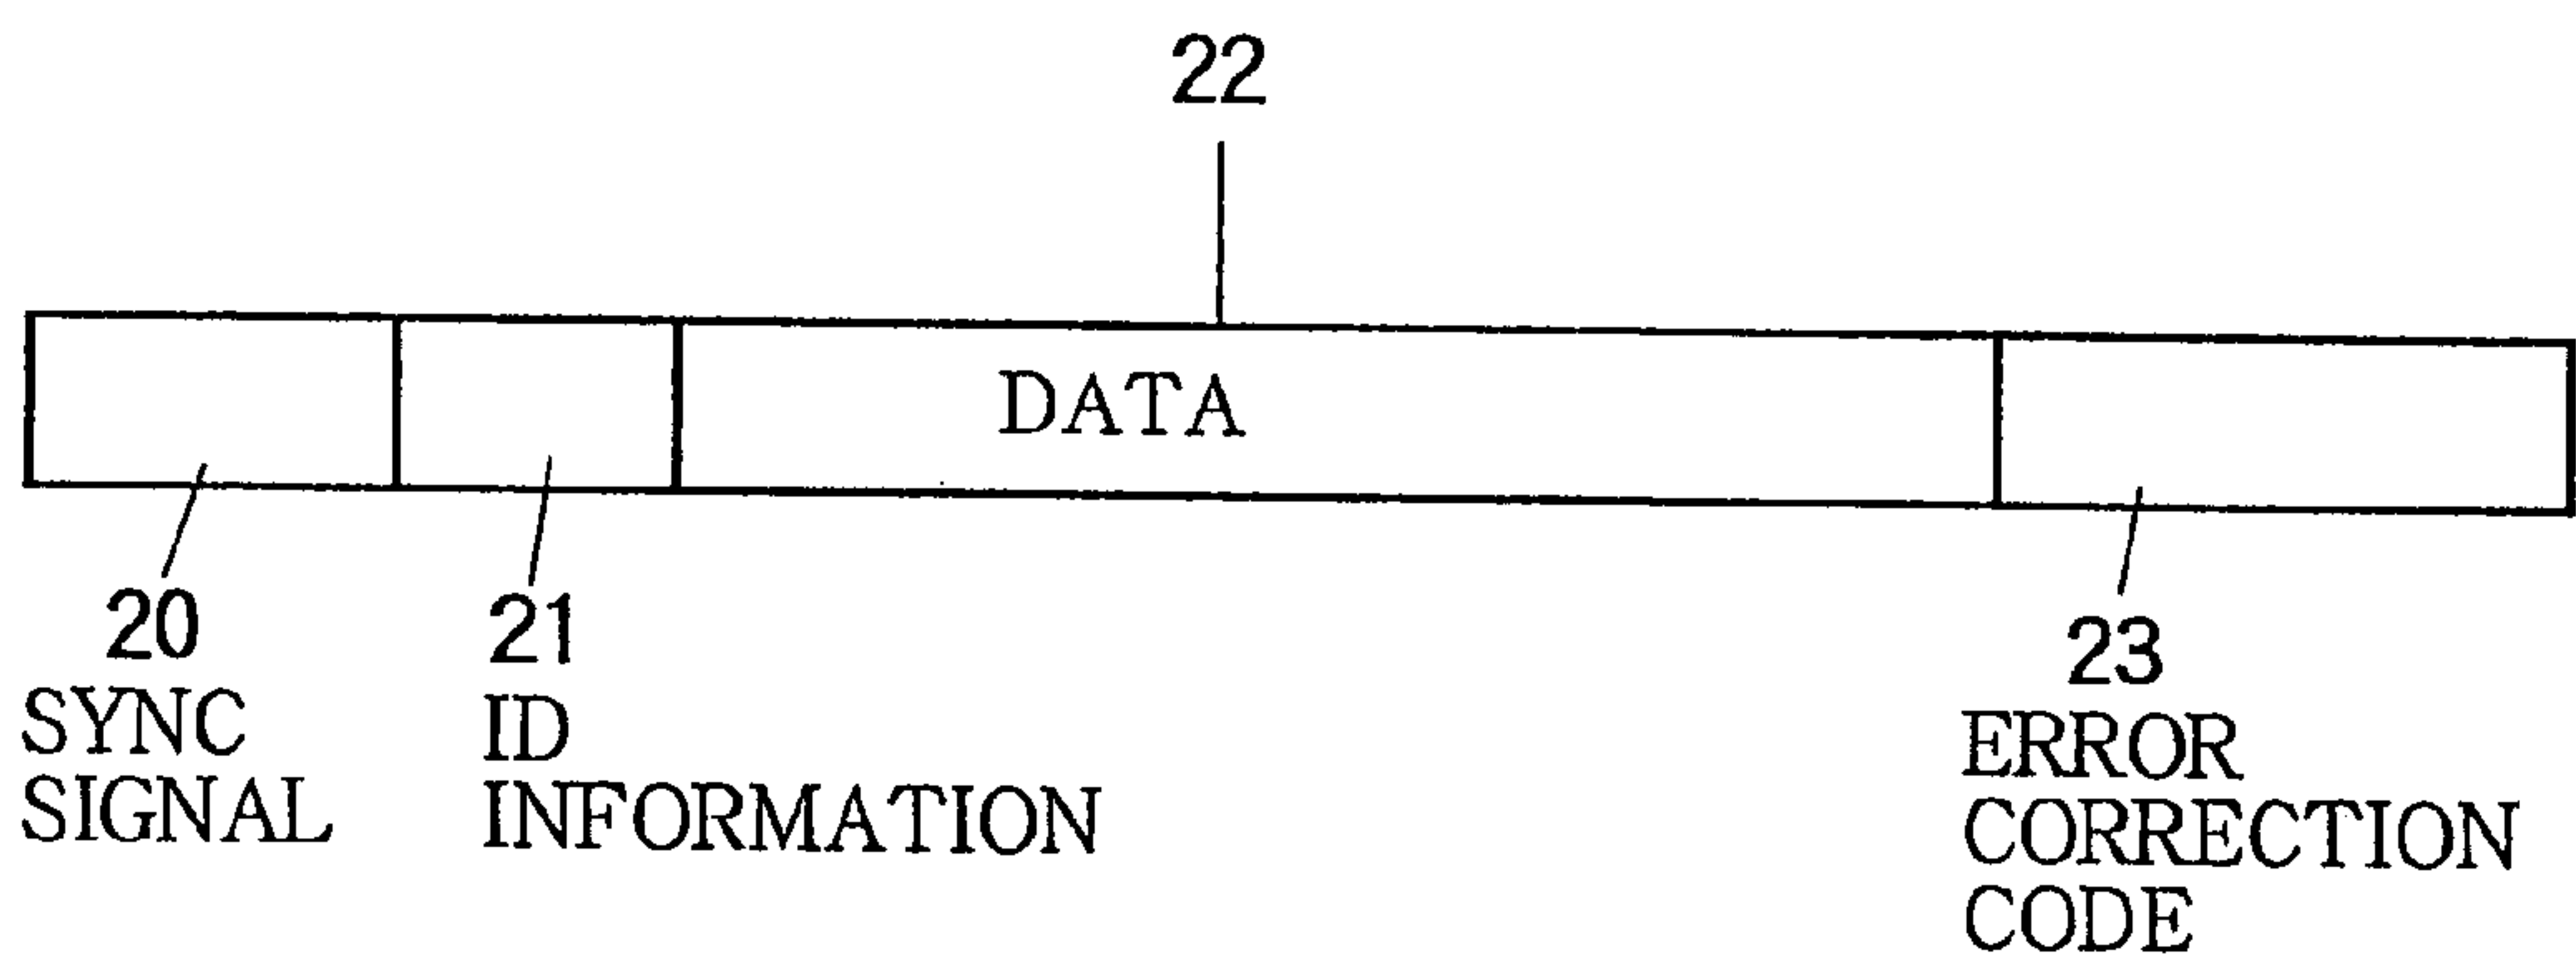 22
DATA
20
SYNC
SIGNAL
21
ID
INFORMATION
23
ERROR
CORRECTION
CODE